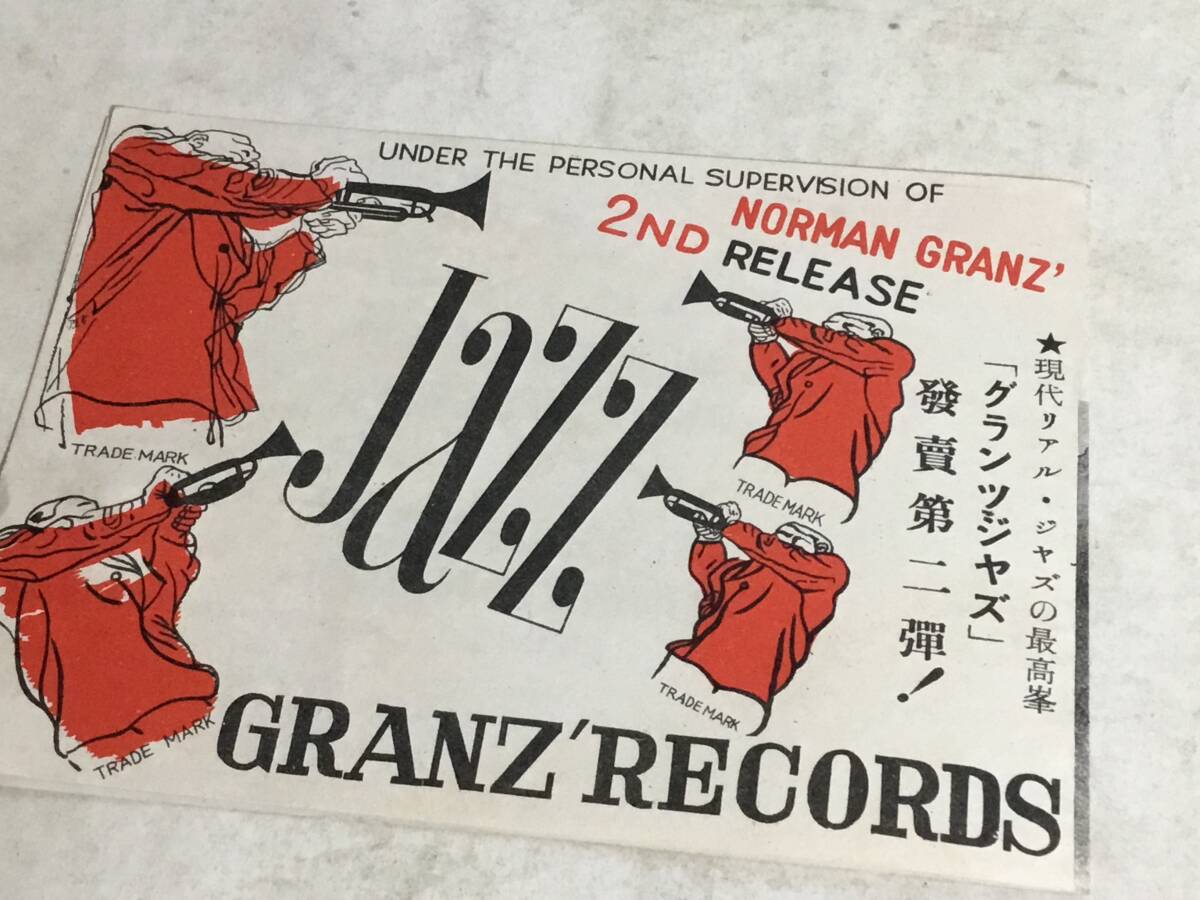 UNDER THE PERSONAL SUPERVISION OF
NORMAN GRANZ'
2ND RELEASE
JAZZ
★現代リアル・ジャズの最高峯
「グランツジャズ」
發賣第二彈!
TRADE MARK
TRADE MARK
TRADE MARK
TRADE MARK
GRANZ' RECORDS